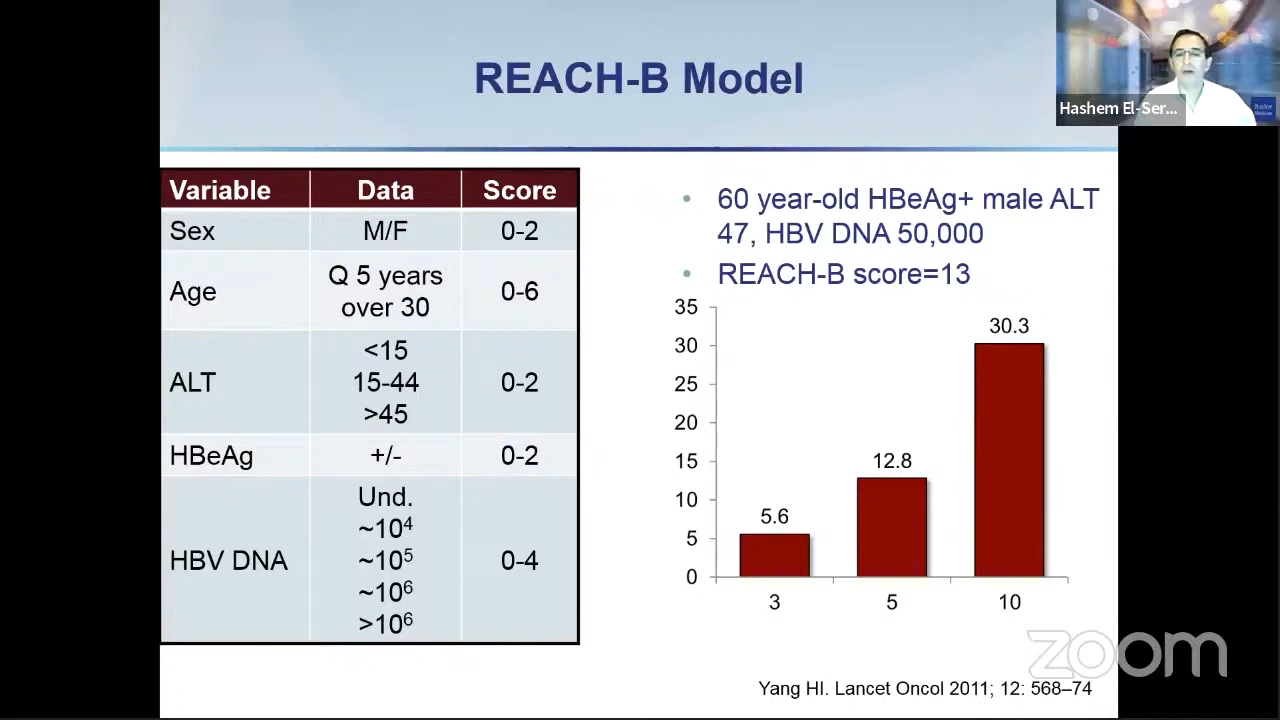 REACH-B Model
Hashem El-Ser...
Variable Data Score
Sex M/F 0-2
Age Q 5 years over 30 0-6
ALT <15 0-2
15-44
>45
HBeAg +/- 0-2
HBV DNA Und. 0-4
~10⁴
~10⁵
~10⁶
>10⁶
• 60 year-old HBeAg+ male ALT
47, HBV DNA 50,000
• REACH-B score=13
35
30
25
20
15
10
5
0
5.6
12.8
30.3
3 5 10
zoom
Yang HI. Lancet Oncol 2011; 12: 568–74